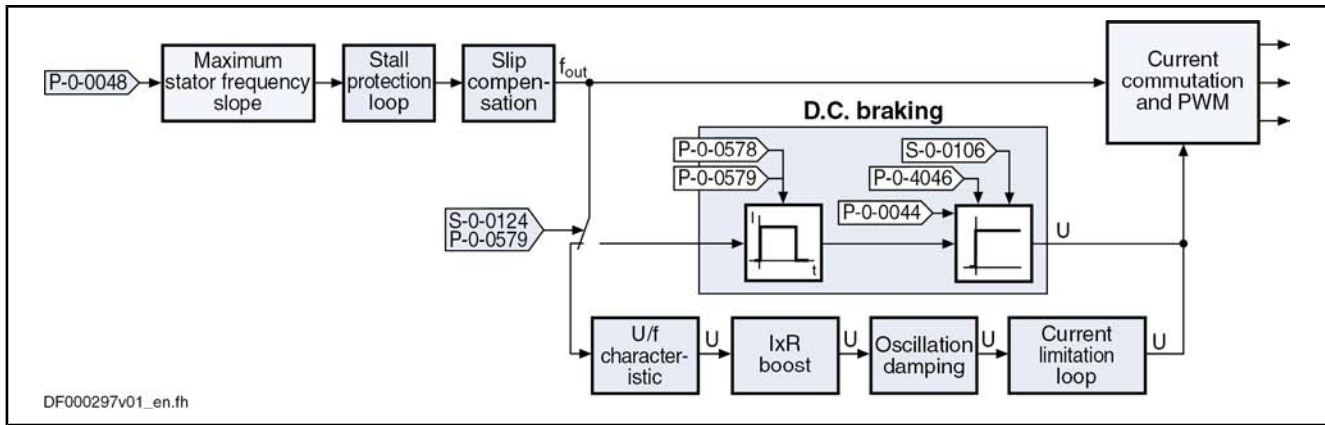 P-0-0048
Maximum
stator frequency
slope
Stall
protection
loop
Slip
compen-
sation
fout
Current
commutation
and PWM
D.C. braking
P-0-0578
P-0-0579
S-0-0106
P-0-4046
P-0-0044
S-0-0124
P-0-0579
I
t
U
U/f
character-
istic
U
IxR
boost
U
Oscillation
damping
U
Current
limitation
loop
U
DF000297v01_en.fh